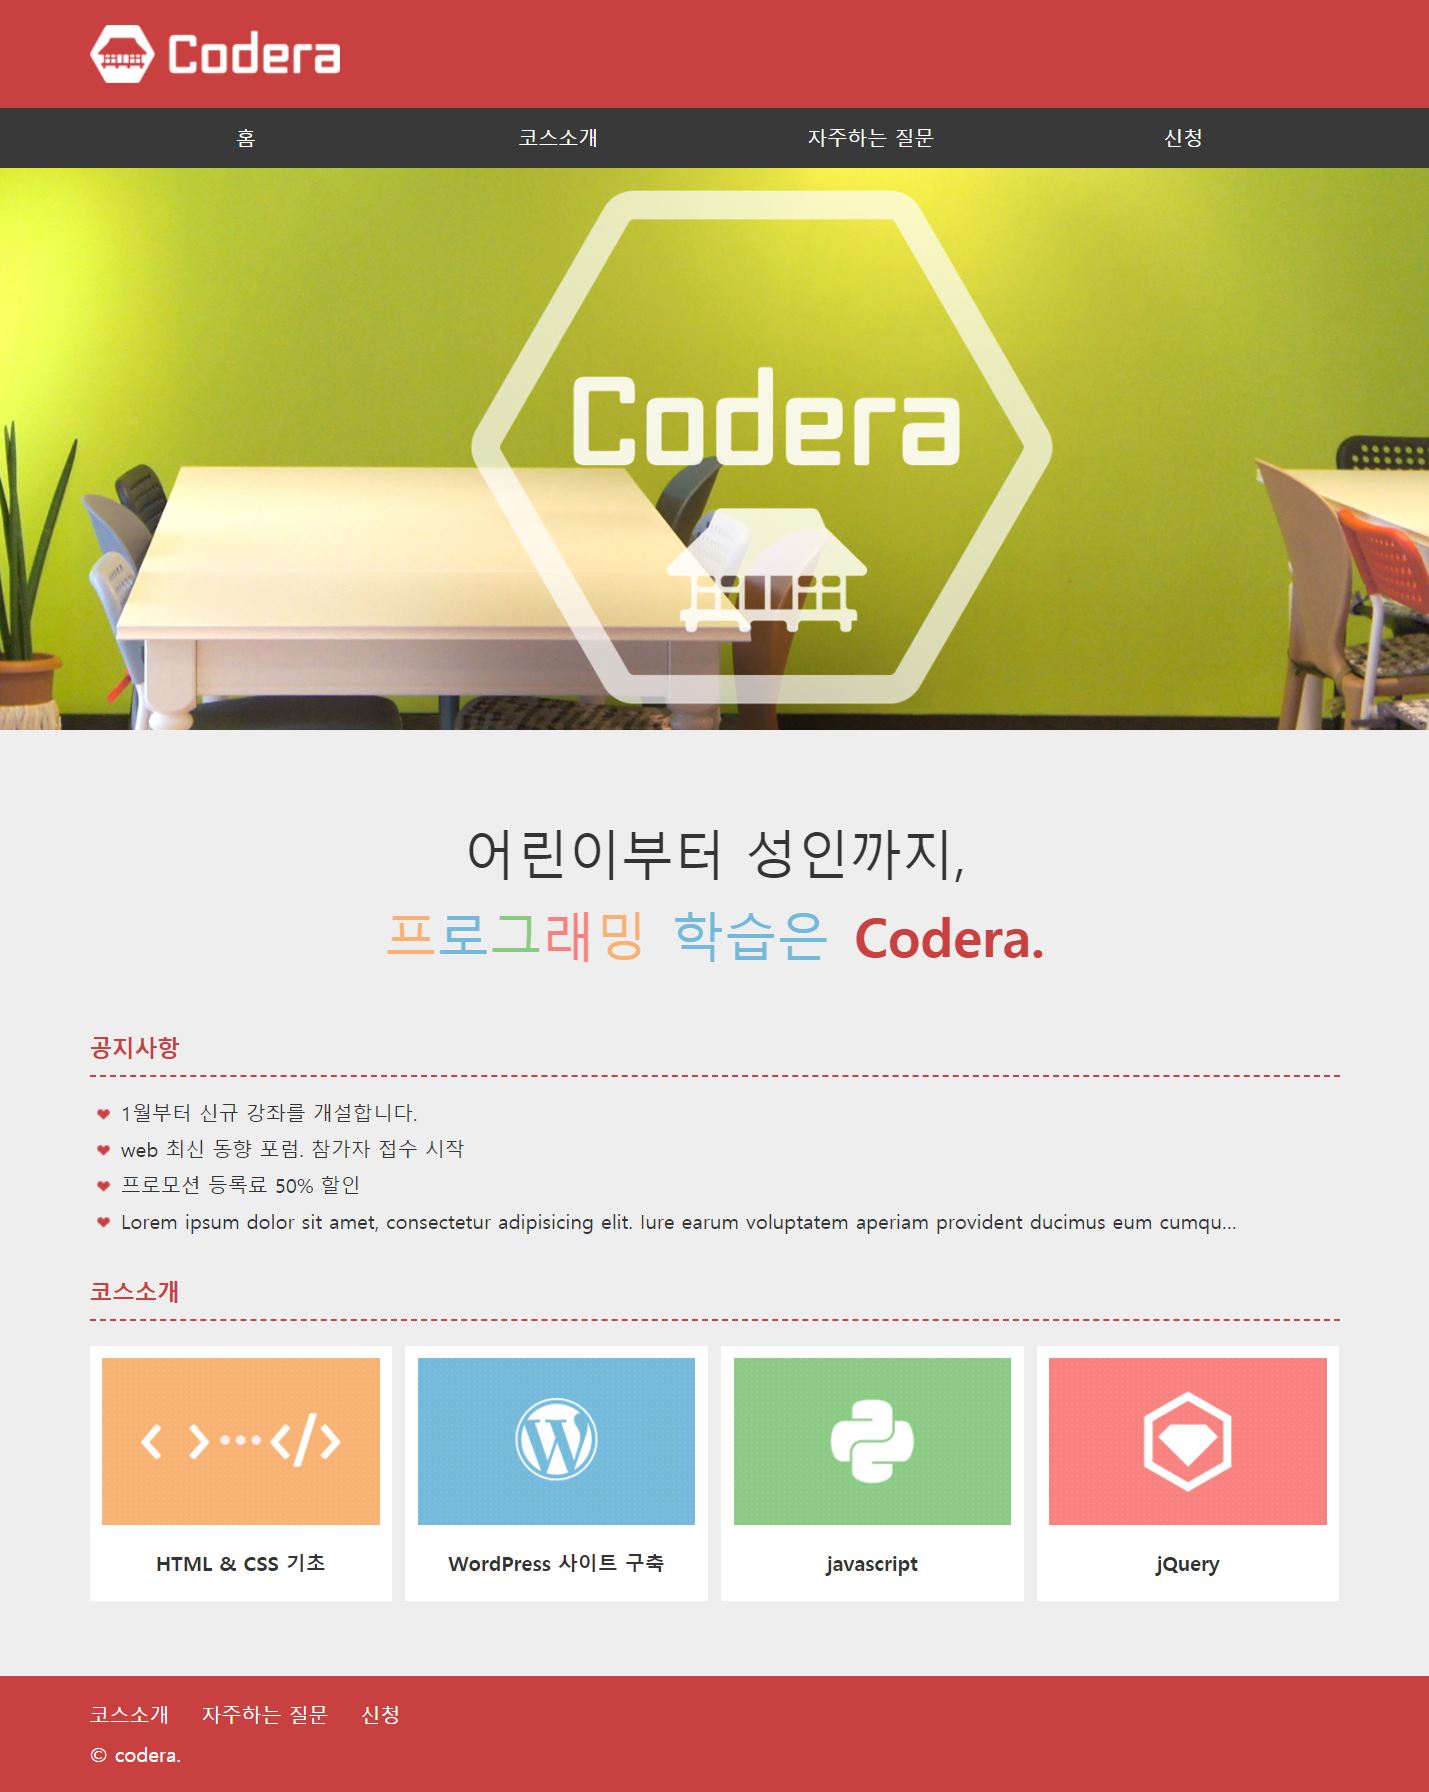 Codera
홈 코스소개 자주하는 질문 신청
Codera
어린이부터 성인까지,
프로그래밍 학습은 Codera.
공지사항
1월부터 신규 강좌를 개설합니다.
web 최신 동향 포럼. 참가자 접수 시작
프로모션 등록료 50% 할인
Lorem ipsum dolor sit amet, consectetur adipisicing elit. Iure earum voluptatem aperiam provident ducimus eum cumqu...
코스소개
< >···</>
HTML & CSS 기초
WordPress 사이트 구축
javascript
jQuery
코스소개 자주하는 질문 신청
© codera.